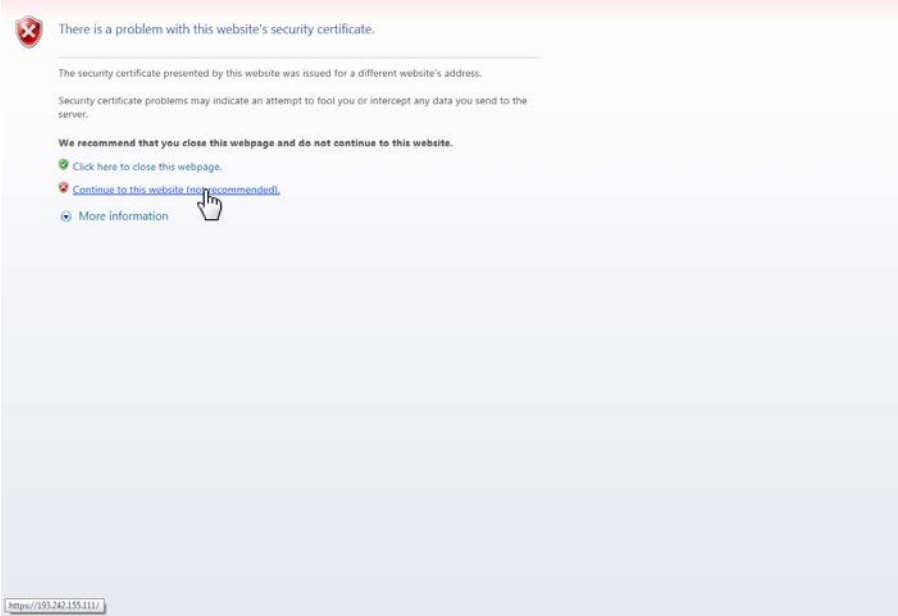 There is a problem with this website's security certificate.
The security certificate presented by this website was issued for a different website's address.
Security certificate problems may indicate an attempt to fool you or intercept any data you send to the
server.
We recommend that you close this webpage and do not continue to this website.
Click here to close this webpage.
Continue to this website (not recommended).
More information
https://193.242.155.111/